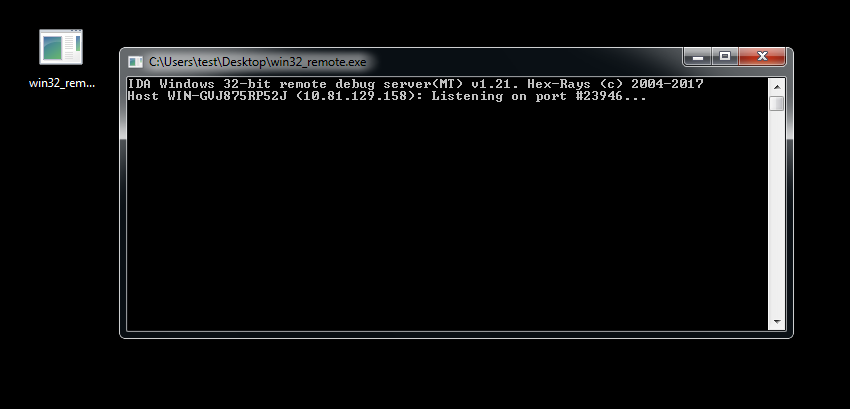 C:\Users\test\Desktop\win32_remote.exe
win32_rem...
IDA Windows 32-bit remote debug server(MT) v1.21. Hex-Rays (c) 2004-2017
Host WIN-GVJ875RP52J (10.81.129.158): Listening on port #23946...